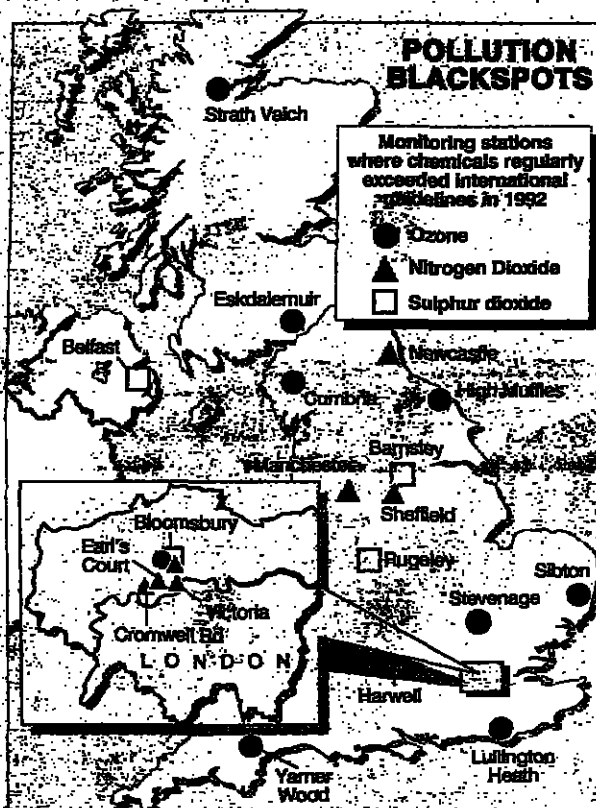 POLLUTION
BLACKSPOTS
Strath Vaich
Monitoring stations
where chemicals regularly
exceeded international
guidelines in 1992
Ozone
Nitrogen Dioxide
Sulphur dioxide
Eskdalemuir
Belfast
Newcastle
Cumbria
High Muffles
Barnsley
Manchester
Sheffield
Bloomsbury
Earl's
Court
Rugeley
Sibton
Stevenage
Victoria
Cromwell Rd
LONDON
Harwell
Lullington
Heath
Yarner
Wood